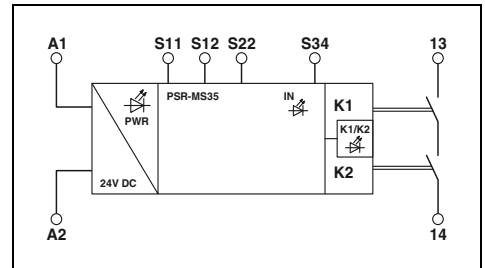 A1 S11 S12 S22 S34 13
PSR-MS35 IN K1
PWR K1/K2
24V DC K2
A2 14